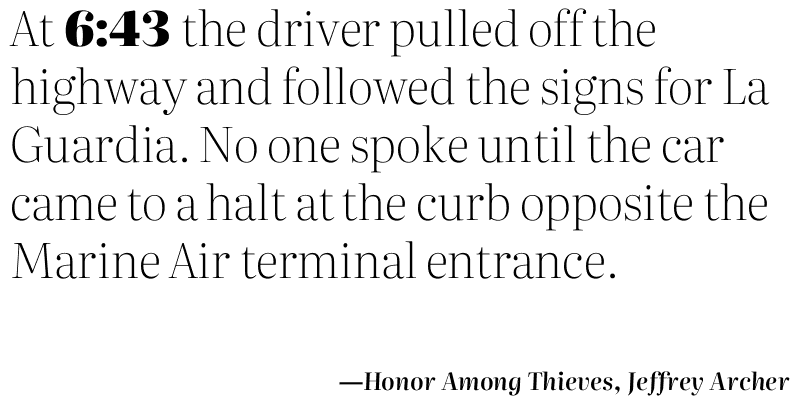 At 6:43 the driver pulled off the
highway and followed the signs for La
Guardia. No one spoke until the car
came to a halt at the curb opposite the
Marine Air terminal entrance.
—Honor Among Thieves, Jeffrey Archer